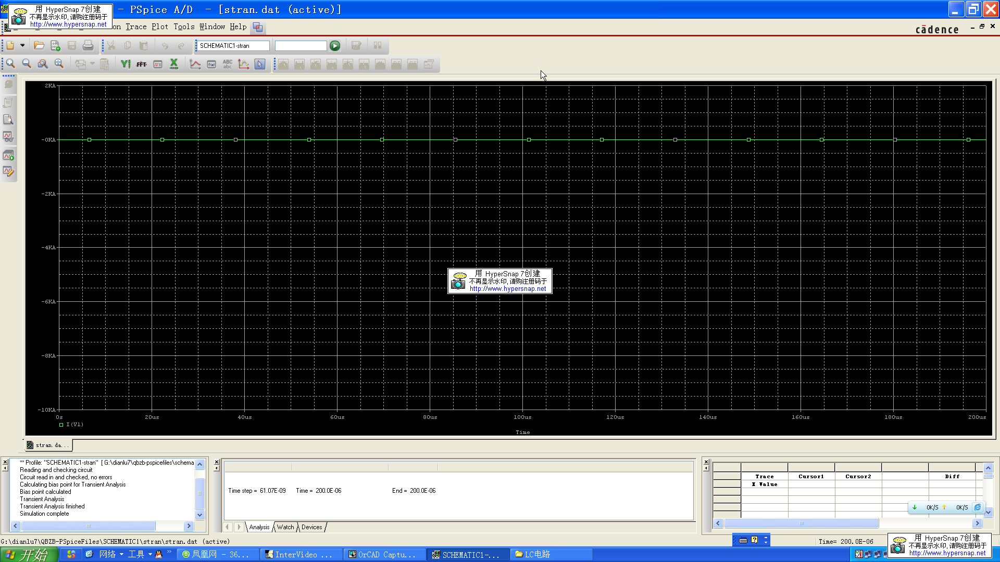 用 HyperSnap 7创建
不再显示水印, 请购注册码于
http://www.hypersnap.net
- PSpice A/D - [stran.dat (active)]
on Trace Plot Tools Window Help
cādence
SCHEMATIC1-stran
Y! FFT
ABC
abc
2KA
-0KA
-2KA
-4KA
-6KA
-8KA
-10KA
用 HyperSnap 7创建
不再显示水印, 请购注册码于
http://www.hypersnap.net
0s 20us 40us 60us 80us 100us 120us 140us 160us 180us 200us
I(V1)
Time
stran.da...
** Profile: "SCHEMATIC1-stran" [ G:\dianlu7\qbzb-pspicefiles\schema
Reading and checking circuit
Circuit read in and checked, no errors
Calculating bias point for Transient Analysis
Bias point calculated
Transient Analysis
Transient Analysis finished
Simulation complete
Time step = 61.07E-09 Time = 200.0E-06 End = 200.0E-06
Analysis Watch Devices
Trace Cursor1 Cursor2 Diff
X Value
0K/S 0K/S
G:\dianlu7\QBZB-PSpiceFiles\SCHEMATIC1\stran\stran.dat (active)
Time= 200.0E-06
开始 网络 工具 凤凰网 - 36... InterVideo ... OrCAD Captu... SCHEMATIC1-... LC电路
用 HyperSnap 7创建
不再显示水印, 请购注册码于
http://www.hypersnap.net